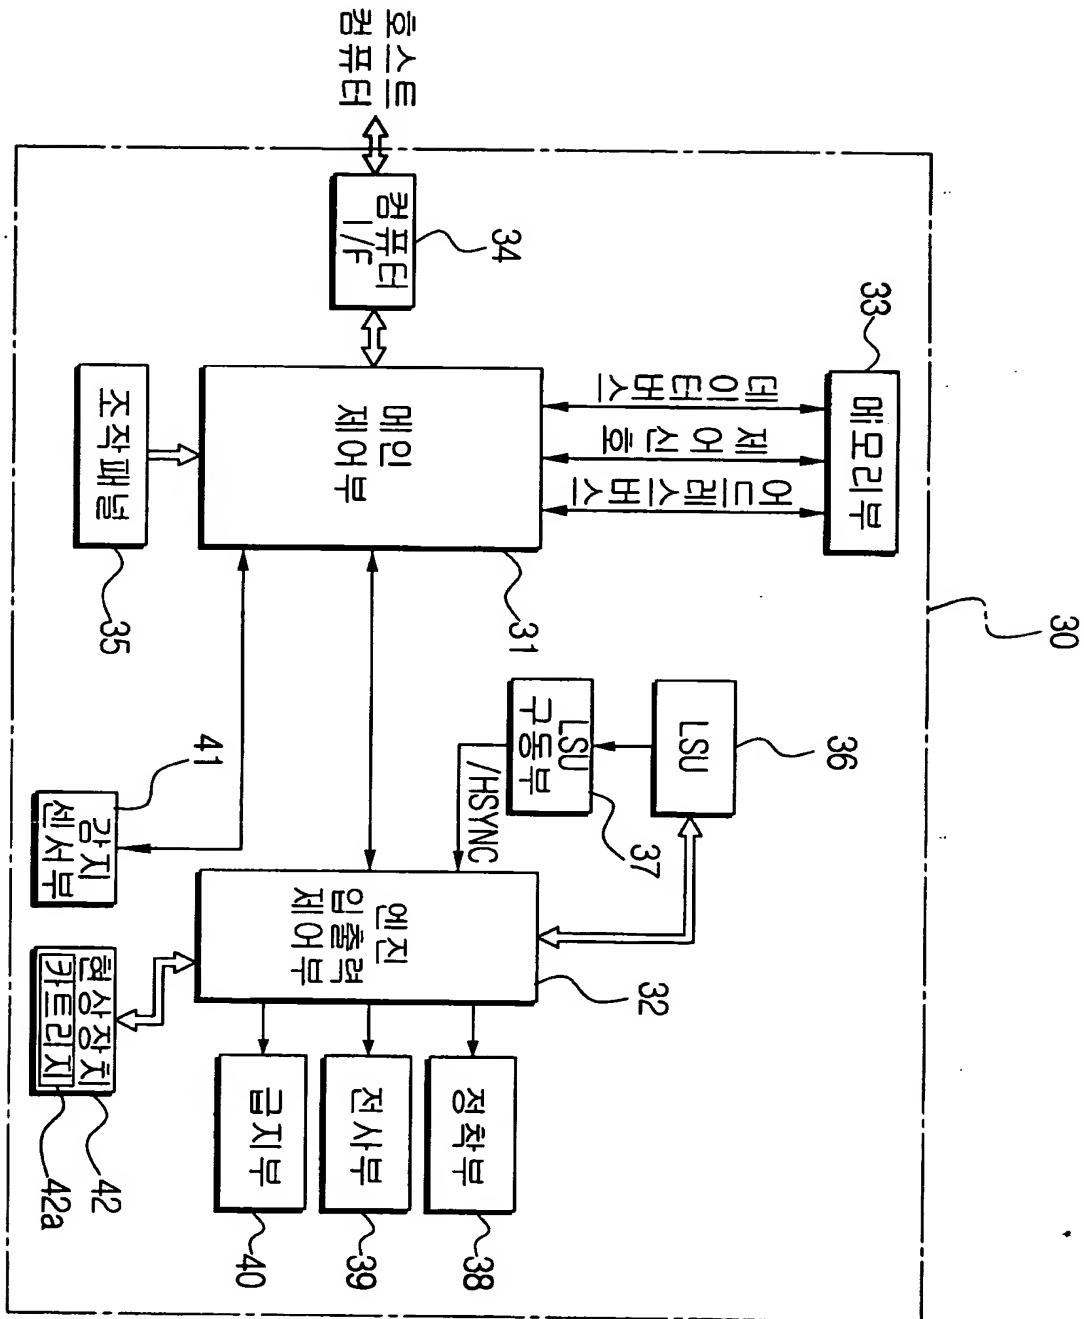 30
33
메모리부
36
LSU
데이터버스
제어신호
어드레스버스
37
LSU
구동부
/HSYNC
호스트
컴퓨터
34
컴퓨터
I/F
메인
제어부
31
엔진
입출력
제어부
32
정착부
38
전사부
39
급지부
40
조작패널
35
41
감지
센서부
현상장치
카트리지
42
42a